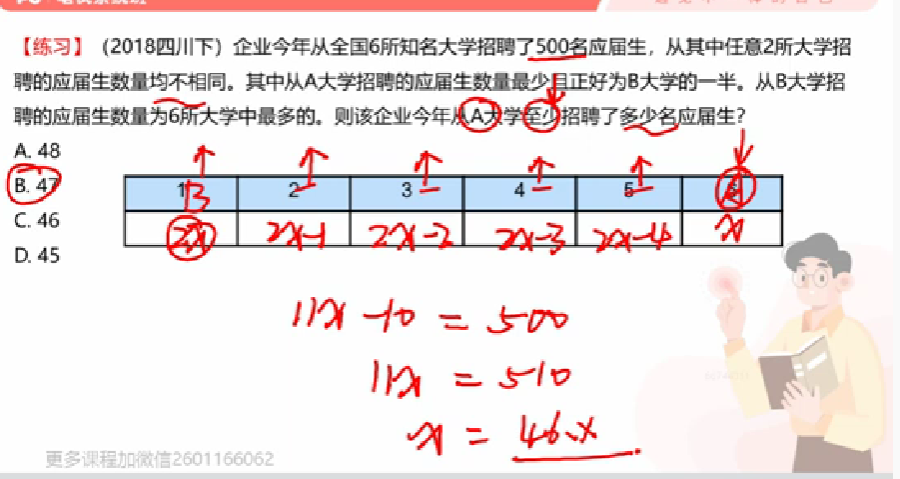 【练习】（2018四川下）企业今年从全国6所知名大学招聘了500名应届生，从其中任意2所大学招
聘的应届生数量均不相同。其中从A大学招聘的应届生数量最少且正好为B大学的一半。从B大学招
聘的应届生数量为6所大学中最多的。则该企业今年从A大学至少招聘了多少名应届生？
A. 48
B. 47
C. 46
D. 45
1 B 2 3 4 5
2x 2x-1 2x-2 2x-3 2x-4 x
11x-10=500
11x=510
x=46.x
更多课程加微信2601166062